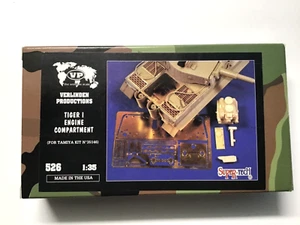 VP
VERLINDEN
PRODUCTIONS
TIGER I
ENGINE
COMPARTMENT
(FOR TAMIYA KIT N°35146)
526 1:35
MADE IN THE USA